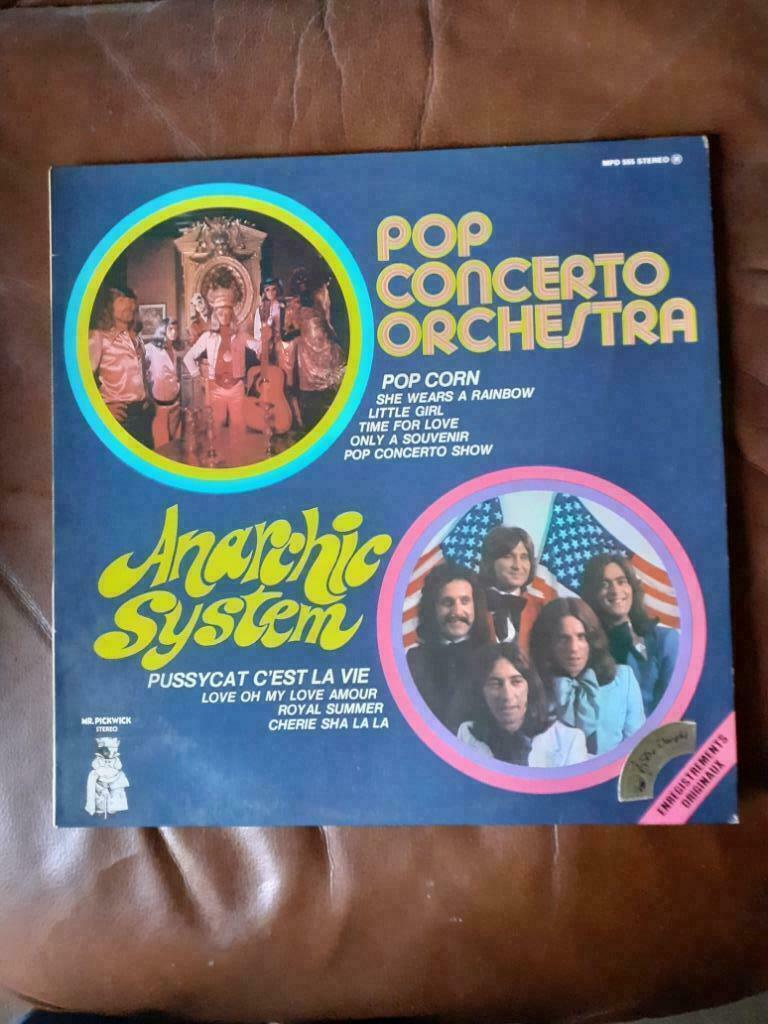 MPD 555 STEREO
POP
CONCERTO
ORCHESTRA
POP CORN
SHE WEARS A RAINBOW
LITTLE GIRL
TIME FOR LOVE
ONLY A SOUVENIR
POP CONCERTO SHOW
Anarchic
System
PUSSYCAT C'EST LA VIE
LOVE OH MY LOVE AMOUR
ROYAL SUMMER
CHERIE SHA LA LA
MR. PICKWICK
STEREO
ENREGISTREMENTS
ORIGINAUX